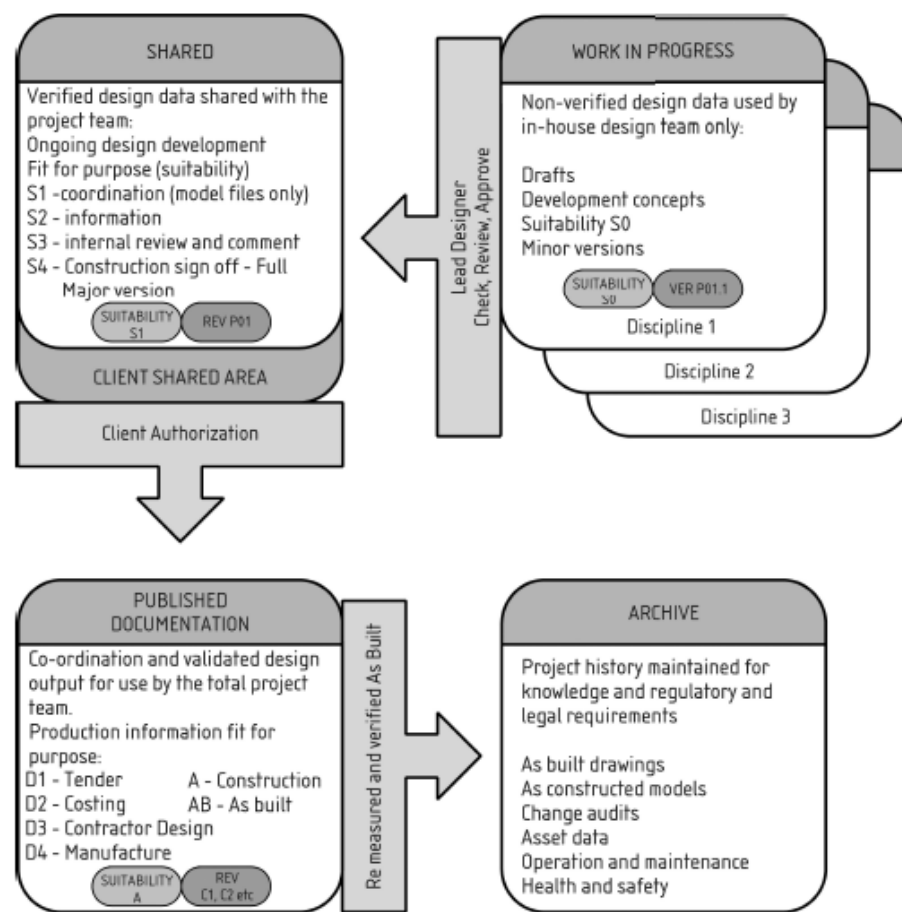 SHARED
Verified design data shared with the
project team:
Ongoing design development
Fit for purpose (suitability)
S1 -coordination (model files only)
S2 - information
S3 - internal review and comment
S4 - Construction sign off - Full
Major version
SUITABILITY
S1
REV P01
CLIENT SHARED AREA
Client Authorization
Lead Designer
Check, Review, Approve
WORK IN PROGRESS
Non-verified design data used by
in-house design team only:
Drafts
Development concepts
Suitability S0
Minor versions
SUITABILITY
S0
VER P01.1
Discipline 1
Discipline 2
Discipline 3
PUBLISHED
DOCUMENTATION
Co-ordination and validated design
output for use by the total project
team.
Production information fit for
purpose:
D1 - Tender A - Construction
D2 - Costing AB - As built
D3 - Contractor Design
D4 - Manufacture
SUITABILITY
A
REV
C1, C2 etc
Re measured and verified As Built
ARCHIVE
Project history maintained for
knowledge and regulatory and
legal requirements
As built drawings
As constructed models
Change audits
Asset data
Operation and maintenance
Health and safety